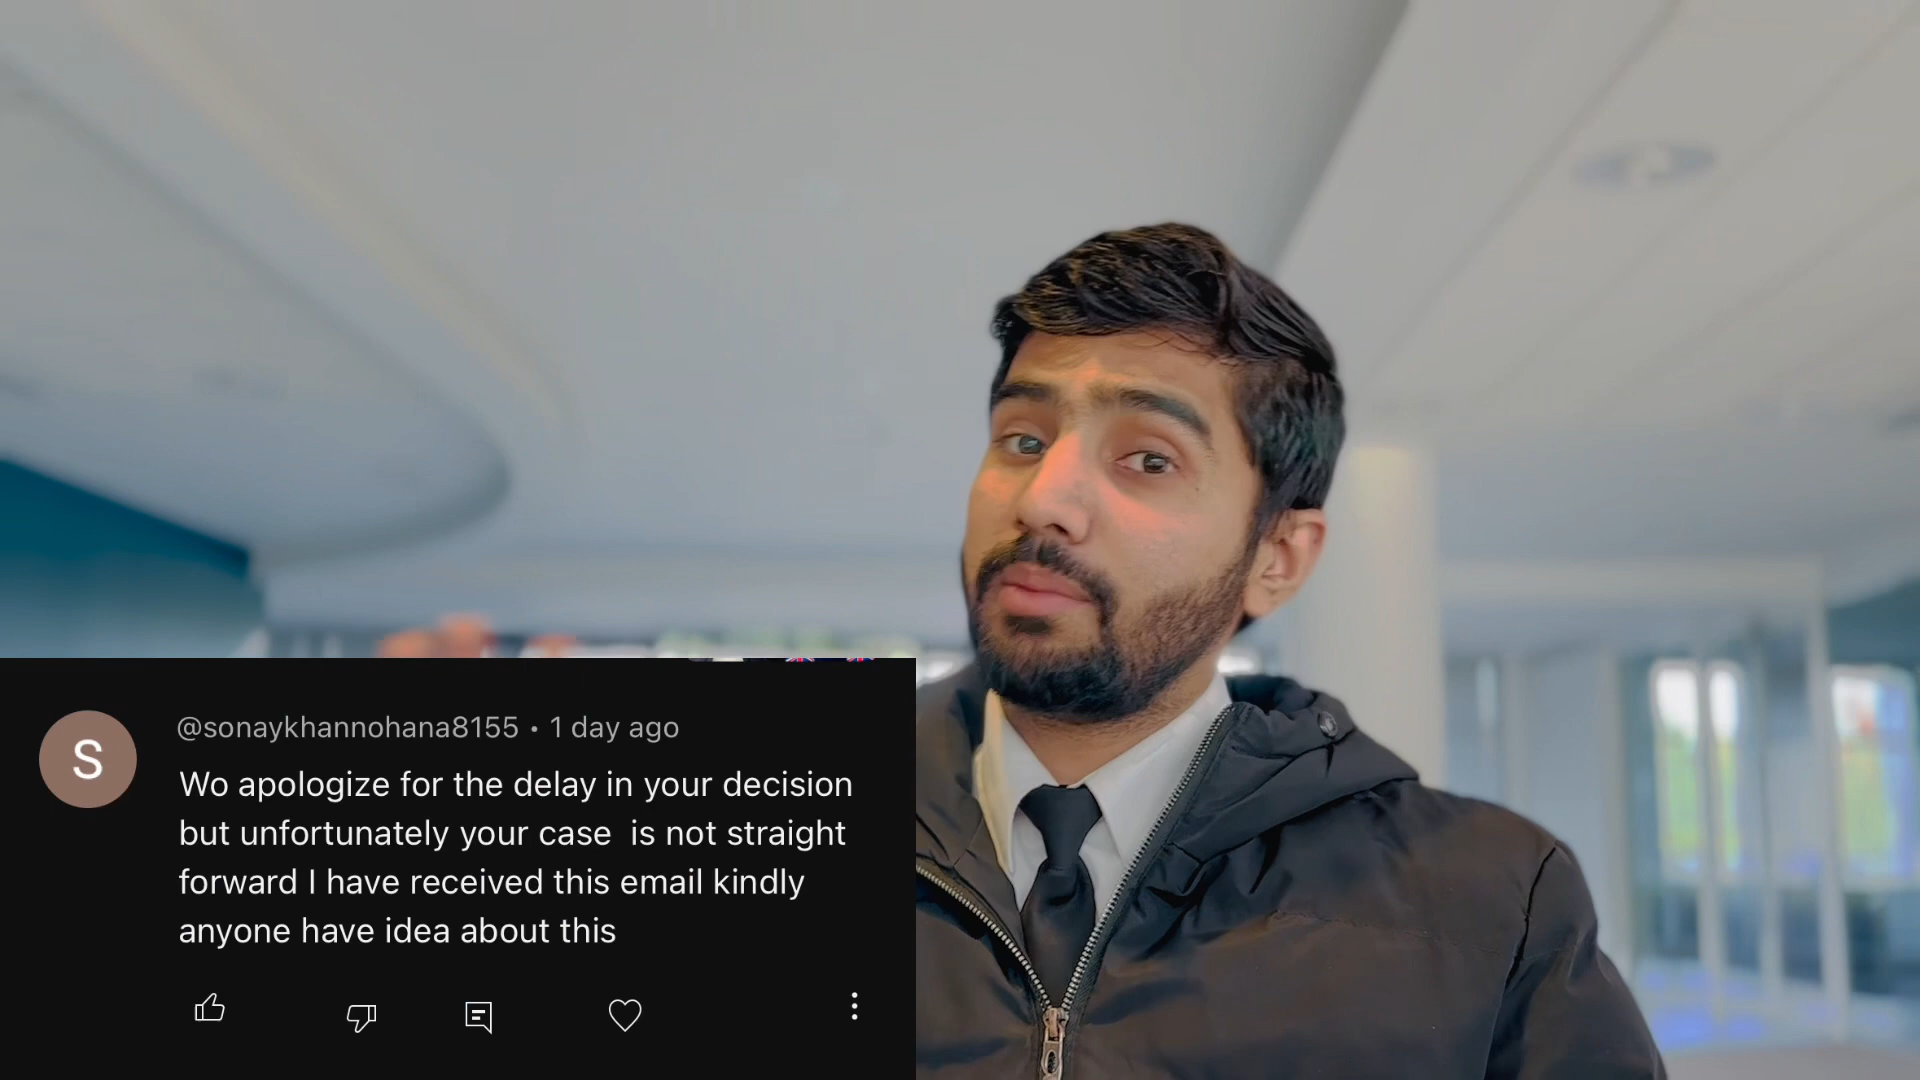 S
@sonaykhannohana8155 • 1 day ago
Wo apologize for the delay in your decision
but unfortunately your case  is not straight
forward I have received this email kindly
anyone have idea about this